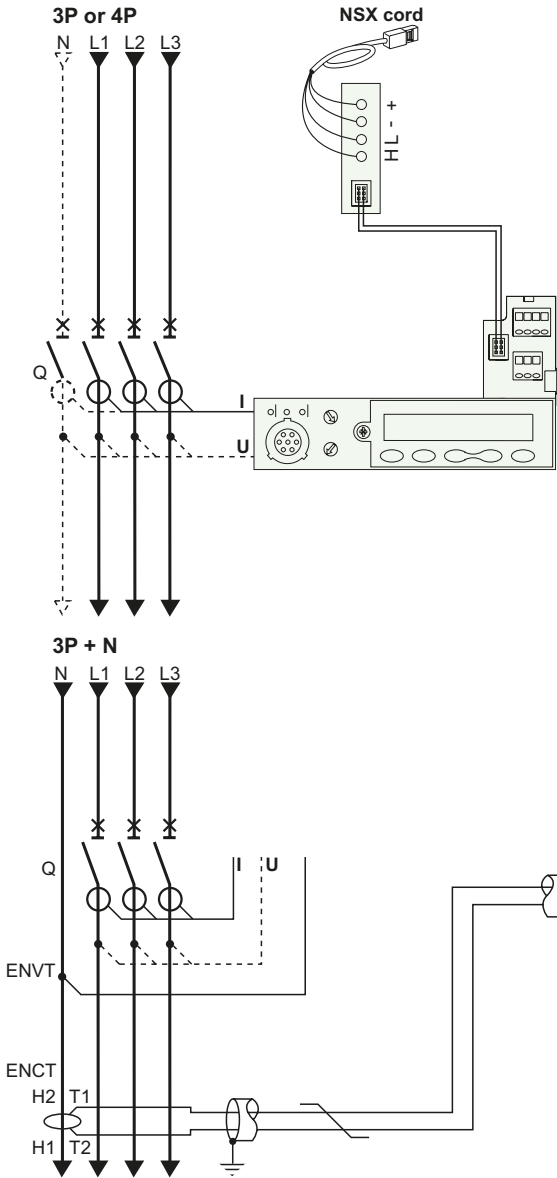 3P or 4P
NSX cord
N L1 L2 L3
H L - +
Q
I
U
3P + N
N L1 L2 L3
Q
I U
ENVT
ENCT
H2 T1
H1 T2